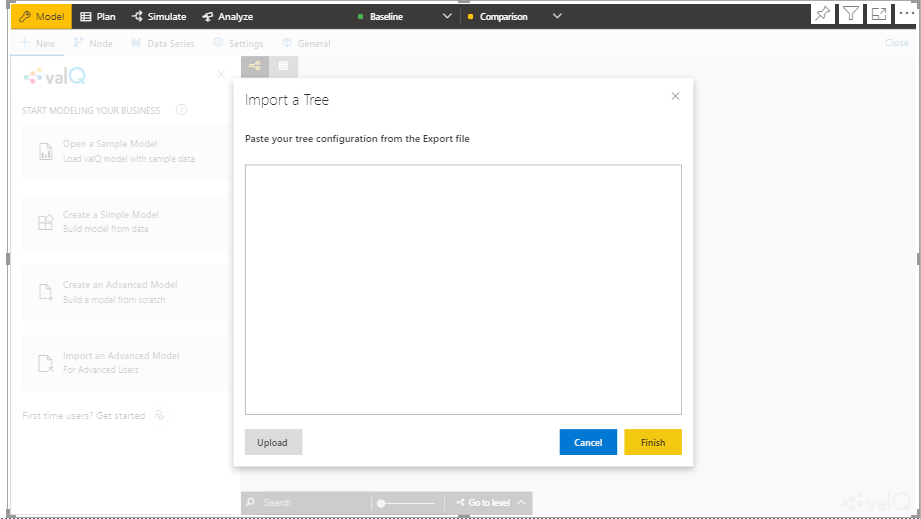 Model Plan Simulate Analyze Baseline Comparison
New Node Data Series Settings General Close
valQ
START MODELING YOUR BUSINESS
Open a Sample Model
Load valQ model with sample data
Create a Simple Model
Build model from data
Create an Advanced Model
Build a model from scratch
Import an Advanced Model
For Advanced Users
First time users? Get started
Import a Tree
Paste your tree configuration from the Export file
Upload Cancel Finish
Search Go to level
valQ